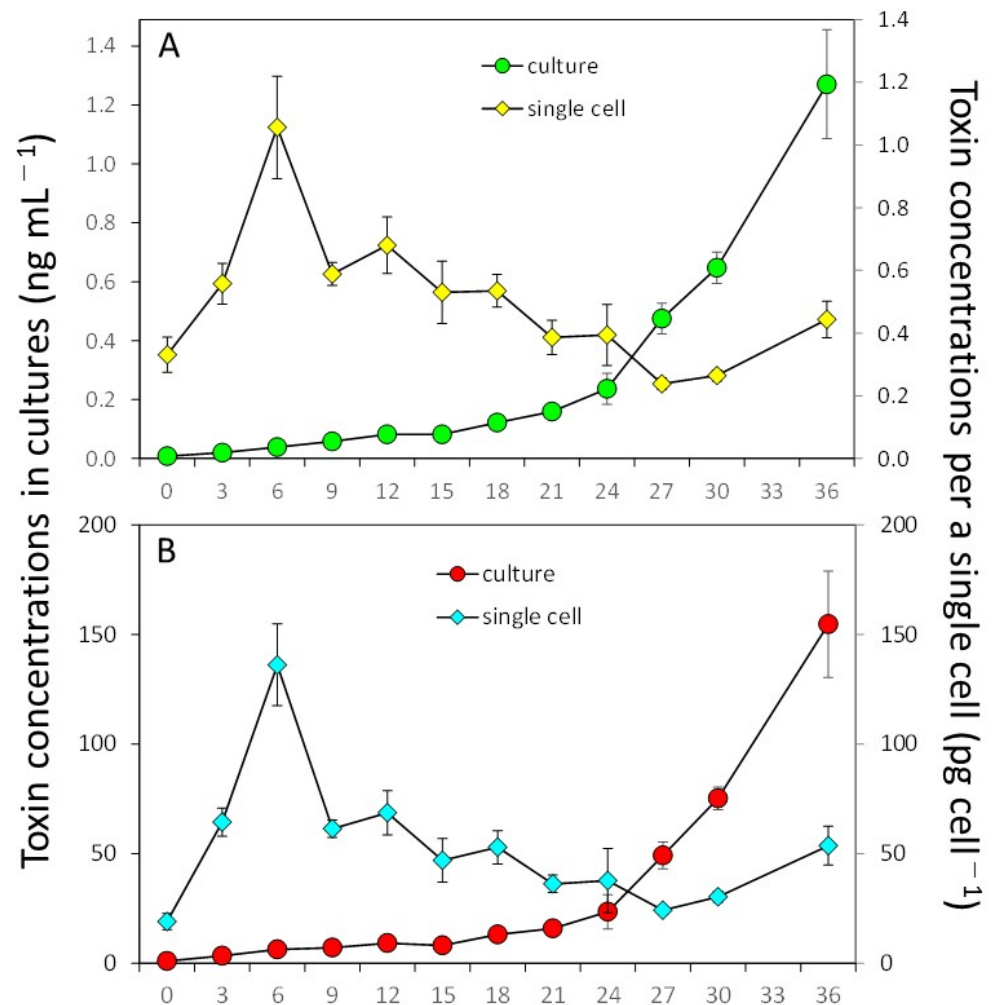 Toxin concentrations in cultures (ng mL⁻¹)
A
culture
single cell
1.4
1.2
1.0
0.8
0.6
0.4
0.2
0.0
1.4
1.2
1.0
0.8
0.6
0.4
0.2
0.0
0 3 6 9 12 15 18 21 24 27 30 33 36
B
culture
single cell
200
150
100
50
0
200
150
100
50
0
0 3 6 9 12 15 18 21 24 27 30 33 36
Toxin concentrations per a single cell (pg cell⁻¹)